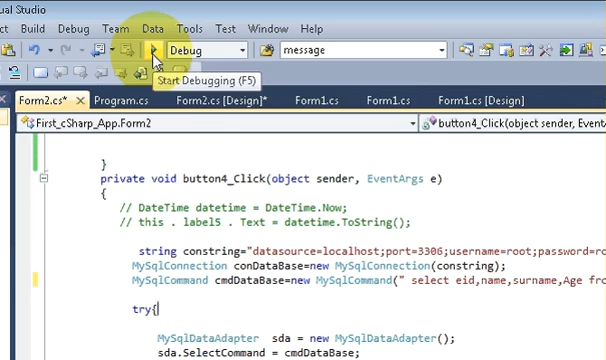 ual Studio
ct Build Debug Team Data Tools Test Window Help
Debug message
Start Debugging (F5)
Form2.cs* Program.cs Form2.cs [Design]* Form1.cs Form1.cs Form1.cs [Design]
First_cSharp_App.Form2 button4_Click(object sender, Event
}
private void button4_Click(object sender, EventArgs e)
{
// DateTime datetime = DateTime.Now;
// this . label5 . Text = datetime.ToString();
string constring="datasource=localhost;port=3306;username=root;password=ro
MySqlConnection conDataBase=new MySqlConnection(constring);
MySqlCommand cmdDataBase=new MySqlCommand(" select eid,name,surname,Age fro
try{
MySqlDataAdapter sda = new MySqlDataAdapter();
sda.SelectCommand = cmdDataBase;